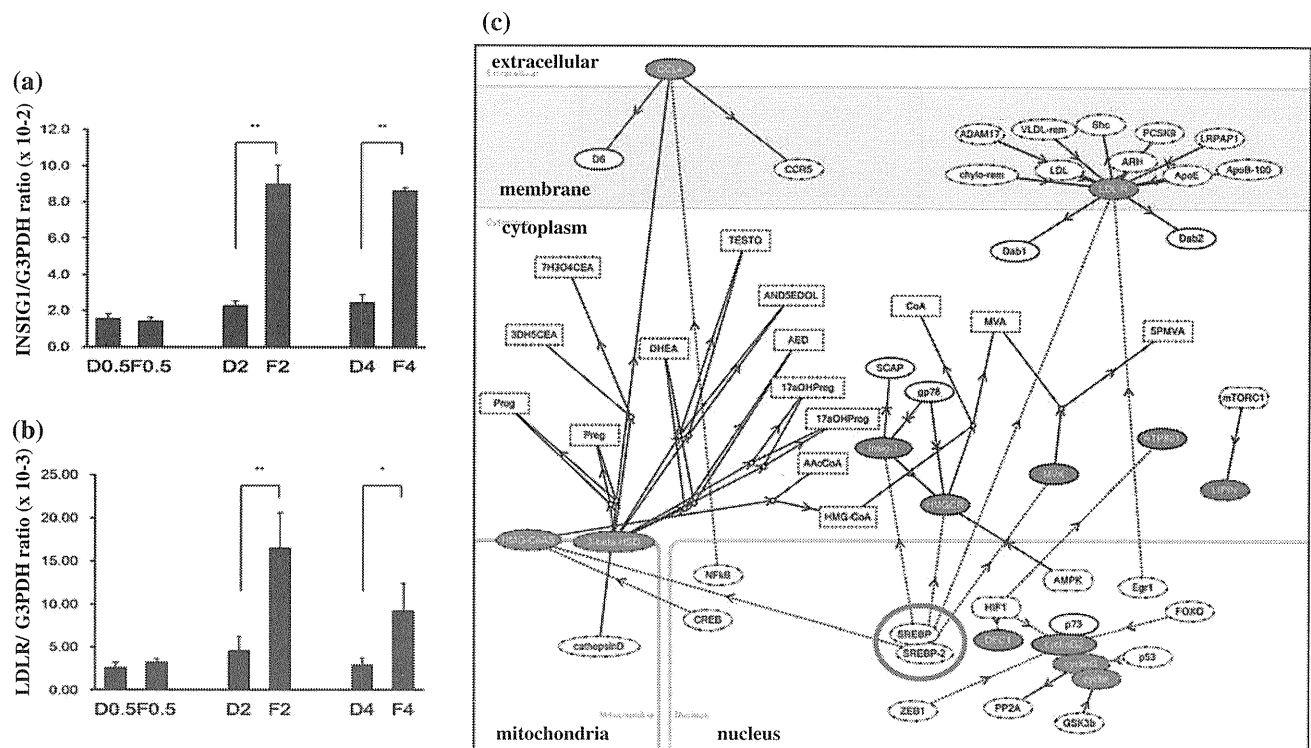 (a)
INSIG1/G3PDH ratio (x 10-2)
12.0
10.0
8.0
6.0
4.0
2.0
0.0
**
**
D0.5F0.5
D2
F2
D4
F4
(b)
LDLR/ G3PDH ratio (x 10-3)
25.00
20.00
15.00
10.00
5.00
0.00
**
*
D0.5F0.5
D2
F2
D4
F4
(c)
extracellular
membrane
D6
CCR5
ADAM17
VLDL-rem
Shc
PCSK9
LRPAP1
chylo-rem
LDL
ARH
ApoE
ApoB-100
Dab1
Dab2
cytoplasm
TESTO
7H3O4CEA
AND5EDOL
3DH5CEA
DHEA
AED
CoA
MVA
5PMVA
SCAP
gp78
17aOHProg
17aOHProg
Prog
Preg
AAcCoA
HMG-CoA
mTORC1
NFkB
CREB
cathepsinD
AMPK
Egr1
HIF1
FOXO
p73
p53
SREBP
SREBP-2
ZEB1
PP2A
GSK3b
mitochondria
nucleus